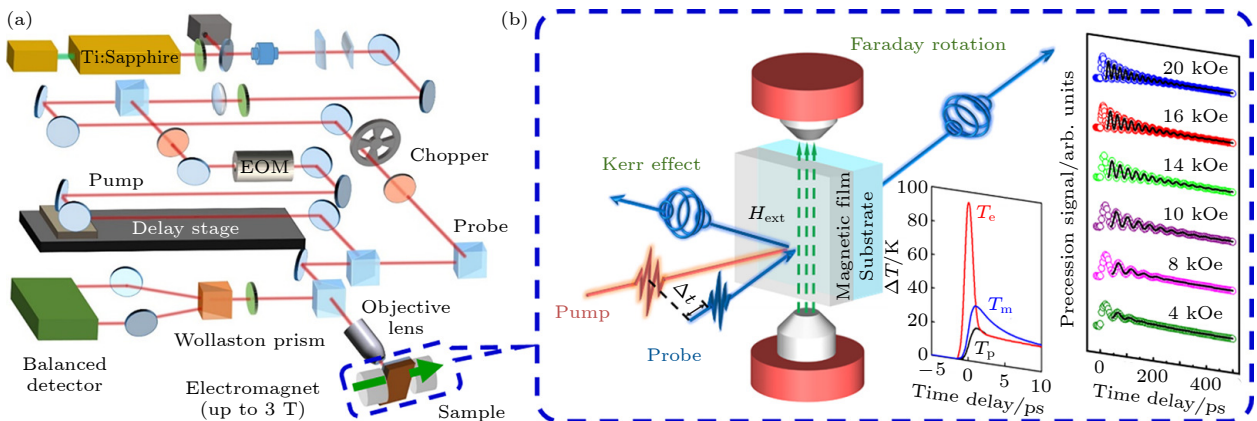 (a)
Ti:Sapphire
Chopper
EOM
Pump
Delay stage
Probe
Objective
lens
Wollaston prism
Balanced
detector
Electromagnet
(up to 3 T)
Sample
(b)
Faraday rotation
Kerr effect
H_ext
Magnetic film
Substrate
Δt
Pump
Probe
ΔT/K
100
80
60
40
20
0
T_e
T_m
T_p
−5
0
5
10
Time delay/ps
Precession signal/arb. units
20 kOe
16 kOe
14 kOe
10 kOe
8 kOe
4 kOe
0
200
400
Time delay/ps